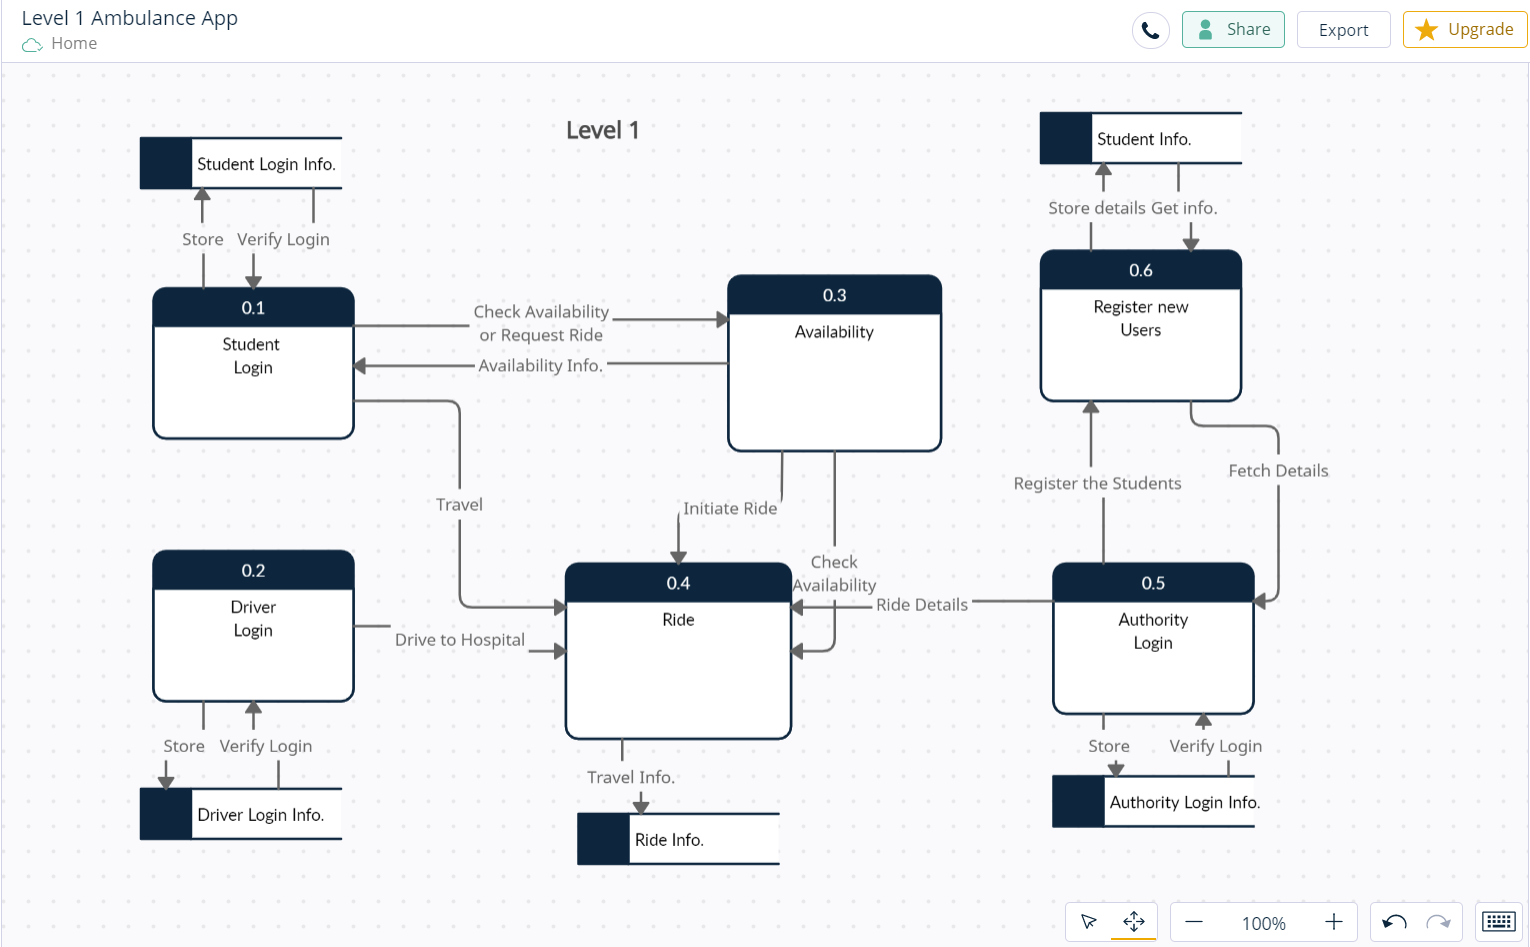 Level 1 Ambulance App
Home
Share
Export
Upgrade
Level 1
Student Login Info.
Store
Verify Login
0.1
Student
Login
Check Availability
or Request Ride
Availability Info.
0.3
Availability
Student Info.
Store details
Get info.
0.6
Register new
Users
Travel
Initiate Ride
Check
Availability
Register the Students
Fetch Details
0.2
Driver
Login
Drive to Hospital
0.4
Ride
Ride Details
0.5
Authority
Login
Store
Verify Login
Driver Login Info.
Travel Info.
Ride Info.
Store
Verify Login
Authority Login Info.
100%